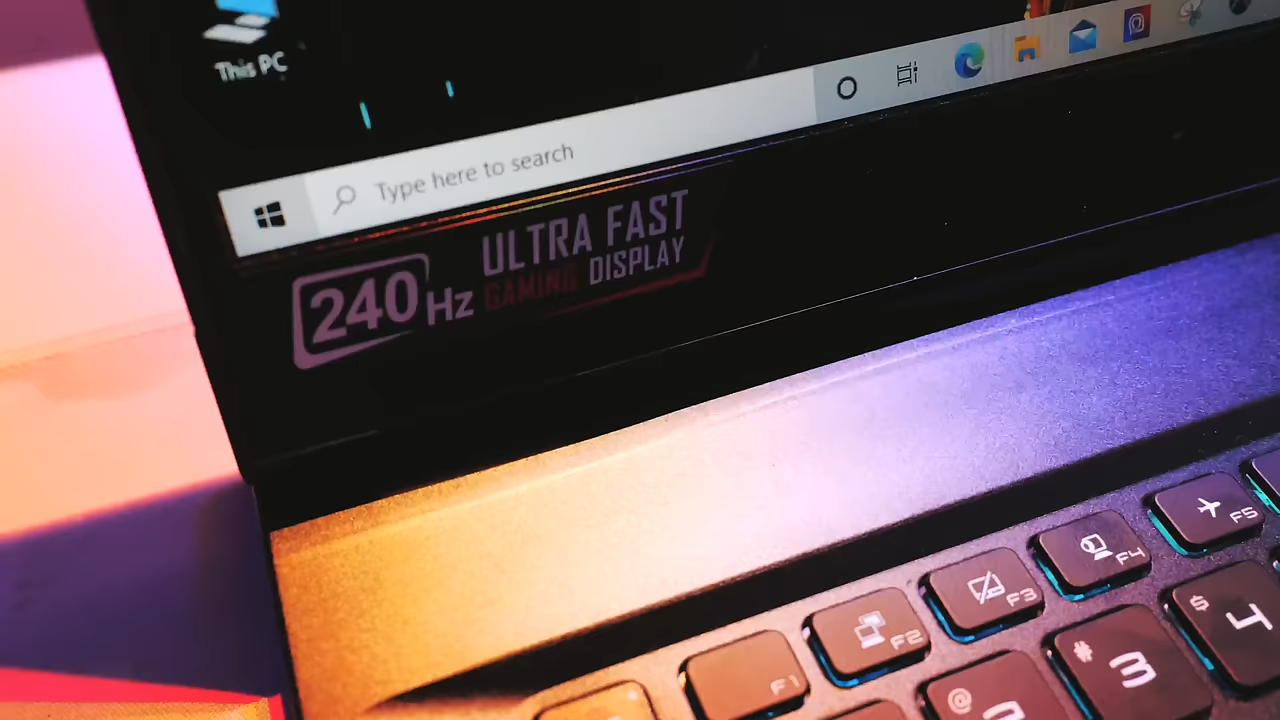 This PC
Type here to search
240 Hz
ULTRA FAST
GAMING DISPLAY
F1
F2
F3
F4
F5
@
2
#
3
$
4